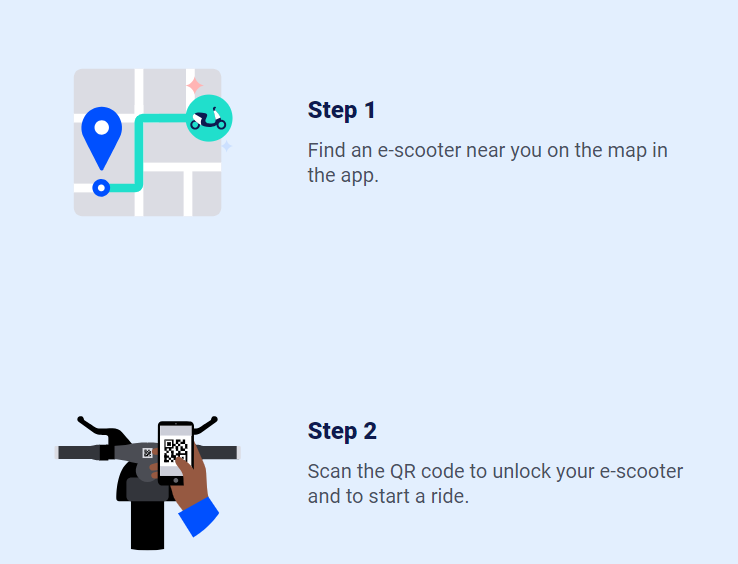 Step 1
Find an e-scooter near you on the map in
the app.
Step 2
Scan the QR code to unlock your e-scooter
and to start a ride.